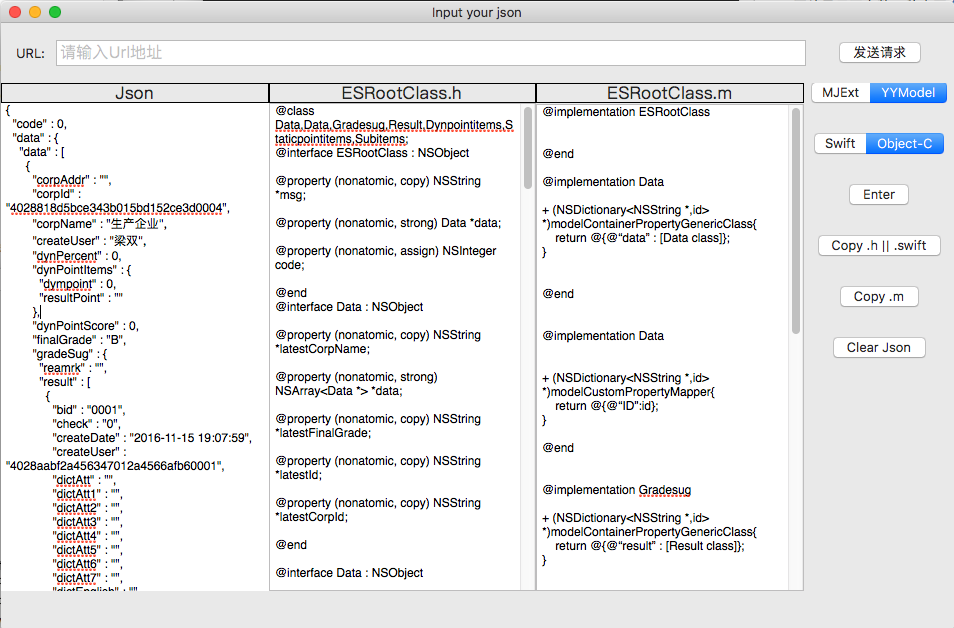 Input your json
URL:
请输入Url地址
发送请求
Json
ESRootClass.h
ESRootClass.m
MJExt
YYModel
Swift
Object-C
Enter
Copy .h || .swift
Copy .m
Clear Json
{
"code" : 0,
"data" : {
"data" : [
{
"corpAddr" : "",
"corpId" :
"4028818d5bce343b015bd152ce3d0004",
"corpName" : "生产企业",
"createUser" : "梁双",
"dynPercent" : 0,
"dynPointItems" : {
"dympoint" : 0,
"resultPoint" : ""
},
"dynPointScore" : 0,
"finalGrade" : "B",
"gradeSug" : {
"reamrk" : "",
"result" : [
{
"bid" : "0001",
"check" : "0",
"createDate" : "2016-11-15 19:07:59",
"createUser" :
"4028aabf2a456347012a4566afb60001",
"dictAtt" : "",
"dictAtt1" : "",
"dictAtt2" : "",
"dictAtt3" : "",
"dictAtt4" : "",
"dictAtt5" : "",
"dictAtt6" : "",
"dictAtt7" : "",
"dictEnglish" : ""
@class
Data,Data,Gradesug,Result,Dynpointitems,S
taticpointitems,Subitems;
@interface ESRootClass : NSObject
@property (nonatomic, copy) NSString
*msg;
@property (nonatomic, strong) Data *data;
@property (nonatomic, assign) NSInteger
code;
@end
@interface Data : NSObject
@property (nonatomic, copy) NSString
*latestCorpName;
@property (nonatomic, strong)
NSArray<Data *> *data;
@property (nonatomic, copy) NSString
*latestFinalGrade;
@property (nonatomic, copy) NSString
*latestId;
@property (nonatomic, copy) NSString
*latestCorpId;
@end
@interface Data : NSObject
@implementation ESRootClass
@end
@implementation Data
+ (NSDictionary<NSString *,id>
*)modelContainerPropertyGenericClass{
return @{@“data” : [Data class]};
}
@end
@implementation Data
+ (NSDictionary<NSString *,id>
*)modelCustomPropertyMapper{
return @{@“ID":id};
}
@end
@implementation Gradesug
+ (NSDictionary<NSString *,id>
*)modelContainerPropertyGenericClass{
return @{@“result” : [Result class]};
}